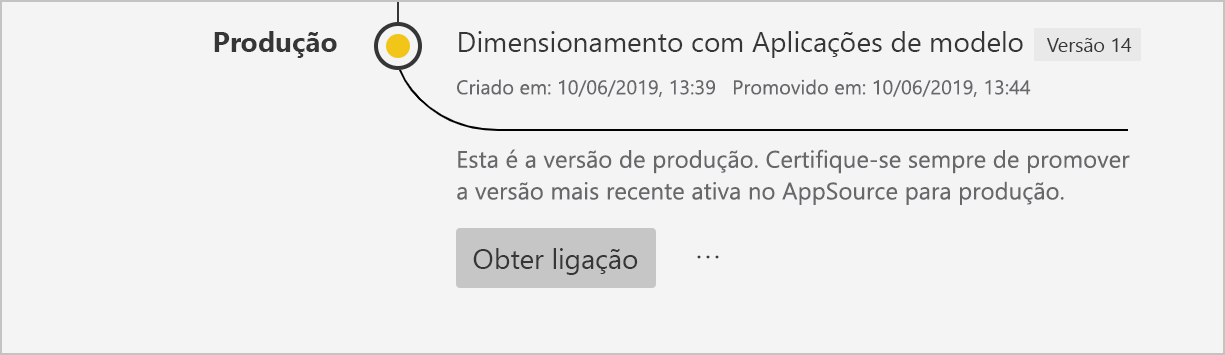 Produção
Dimensionamento com Aplicações de modelo Versão 14
Criado em: 10/06/2019, 13:39 Promovido em: 10/06/2019, 13:44
Esta é a versão de produção. Certifique-se sempre de promover
a versão mais recente ativa no AppSource para produção.
Obter ligação ...